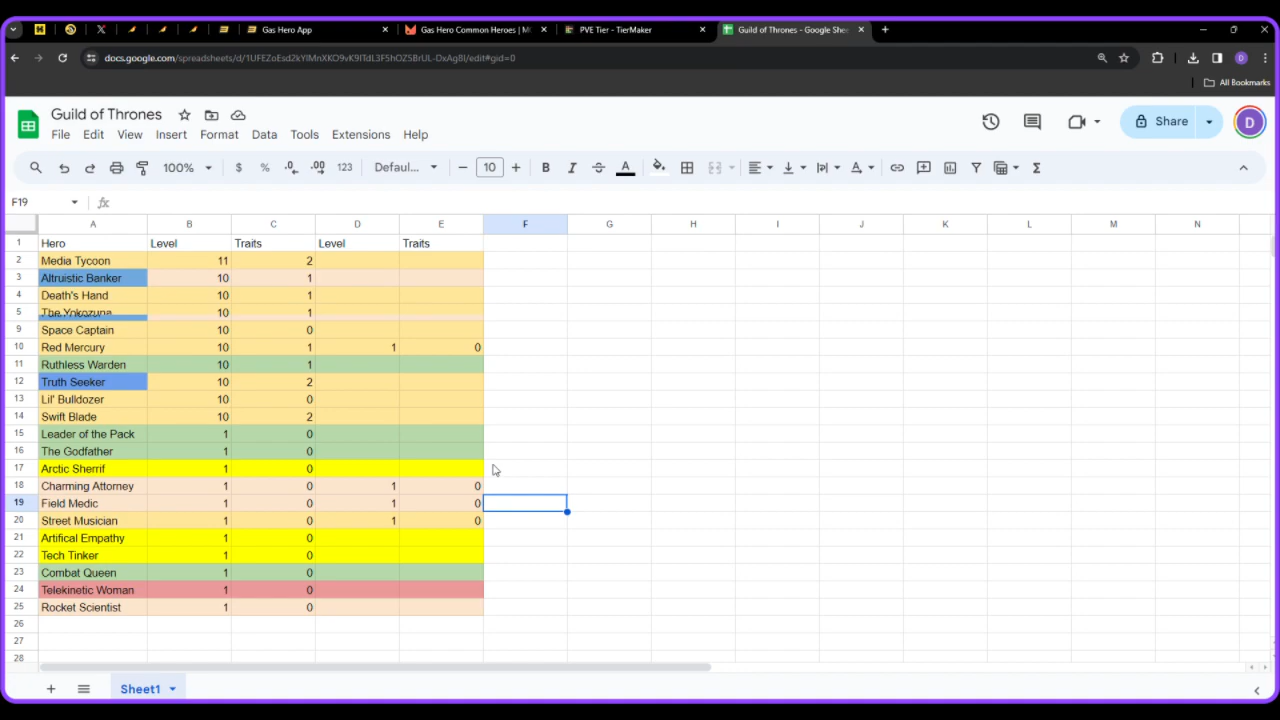 Gas Hero App
Gas Hero Common Heroes | M
PVE Tier - TierMaker
Guild of Thrones - Google Shee
docs.google.com/spreadsheets/d/
All Bookmarks
Guild of Thrones
File Edit View Insert Format Data Tools Extensions Help
Share
D
100% $ % .0 .00 123 Defaul... 10 B I A
F19 fx
A B C D E F G H I J K L M N
1 Hero Level Traits Level Traits
2 Media Tycoon 11 2
3 Altruistic Banker 10 1
4 Death's Hand 10 1
5 The Yokozuna 10 1
9 Space Captain 10 0
10 Red Mercury 10 1 1 0
11 Ruthless Warden 10 1
12 Truth Seeker 10 2
13 Lil' Bulldozer 10 0
14 Swift Blade 10 2
15 Leader of the Pack 1 0
16 The Godfather 1 0
17 Arctic Sherrif 1 0
18 Charming Attorney 1 0 1 0
19 Field Medic 1 0 1 0
20 Street Musician 1 0 1 0
21 Artifical Empathy 1 0
22 Tech Tinker 1 0
23 Combat Queen 1 0
24 Telekinetic Woman 1 0
25 Rocket Scientist 1 0
26
27
28
Sheet1